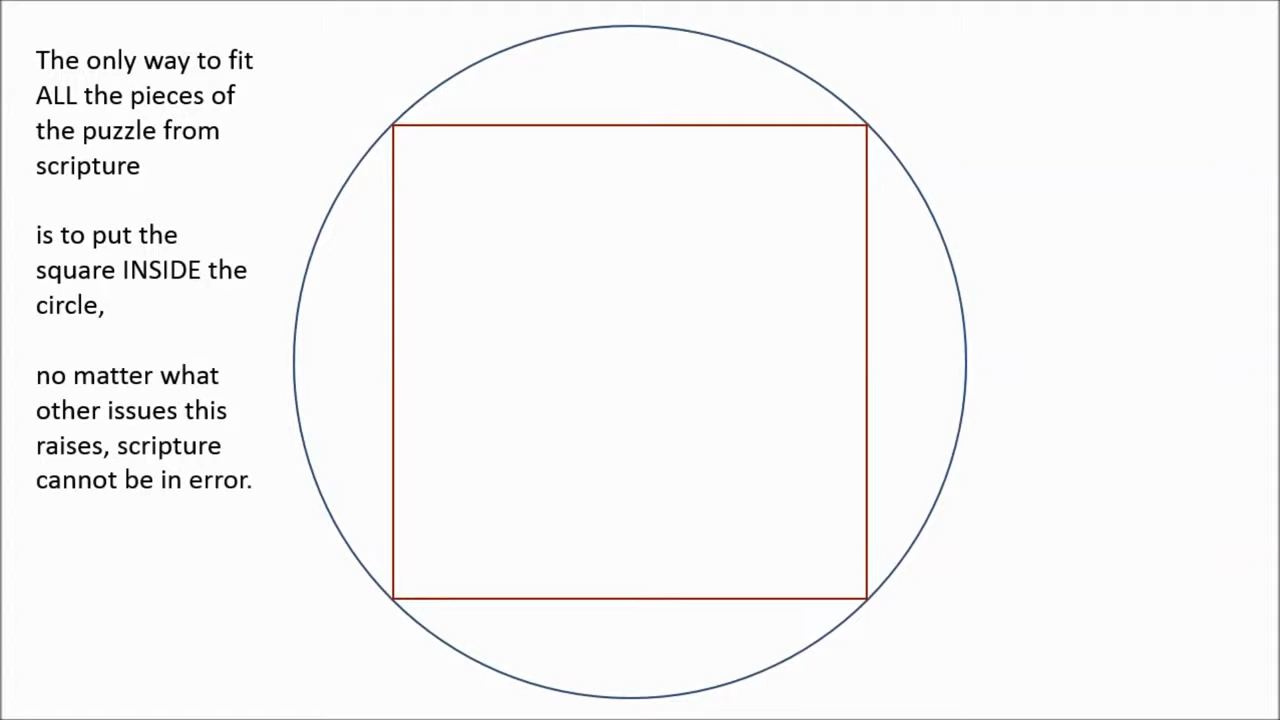 The only way to fit
ALL the pieces of
the puzzle from
scripture
is to put the
square INSIDE the
circle,
no matter what
other issues this
raises, scripture
cannot be in error.